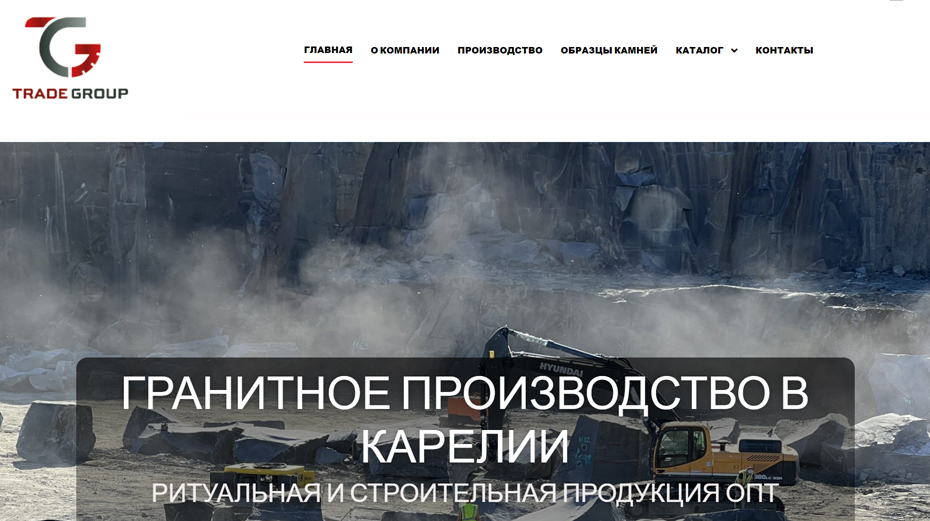 TRADE GROUP
ГЛАВНАЯ О КОМПАНИИ ПРОИЗВОДСТВО ОБРАЗЦЫ КАМНЕЙ КАТАЛОГ КОНТАКТЫ
HYUNDAI
ГРАНИТНОЕ ПРОИЗВОДСТВО В
КАРЕЛИИ
РИТУАЛЬНАЯ И СТРОИТЕЛЬНАЯ ПРОДУКЦИЯ ОПТ